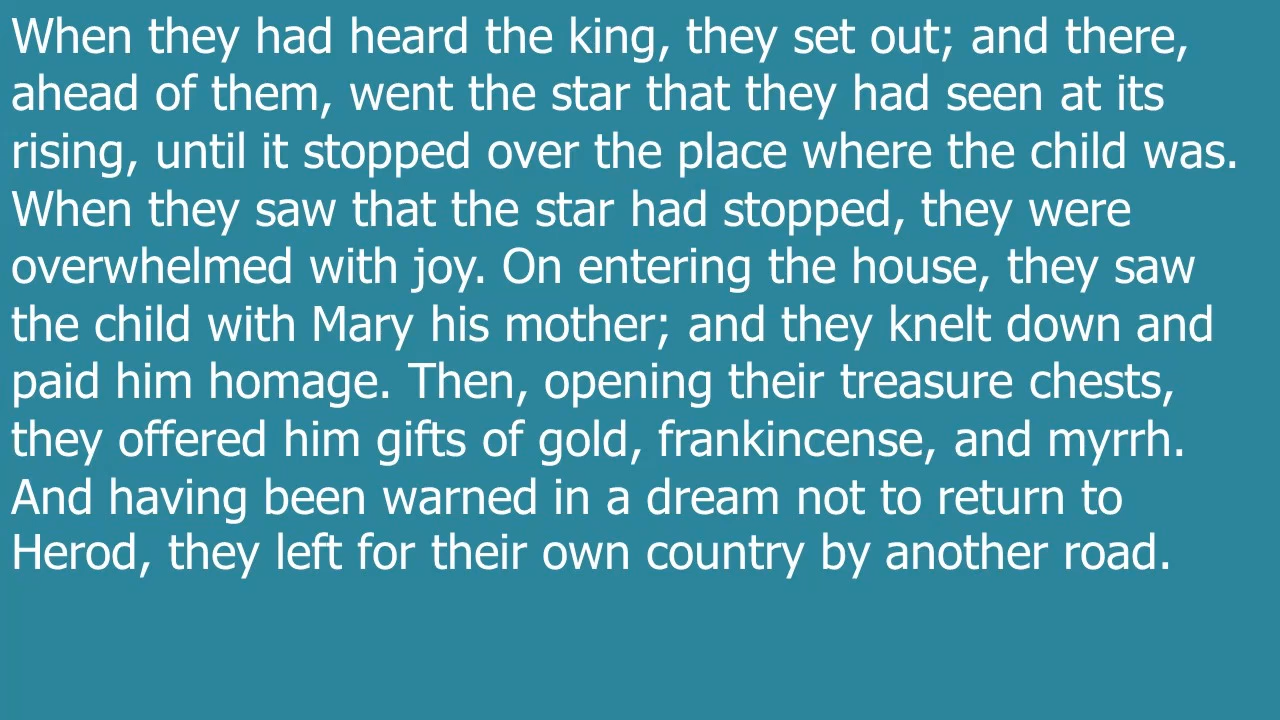 When they had heard the king, they set out; and there,
ahead of them, went the star that they had seen at its
rising, until it stopped over the place where the child was.
When they saw that the star had stopped, they were
overwhelmed with joy. On entering the house, they saw
the child with Mary his mother; and they knelt down and
paid him homage. Then, opening their treasure chests,
they offered him gifts of gold, frankincense, and myrrh.
And having been warned in a dream not to return to
Herod, they left for their own country by another road.